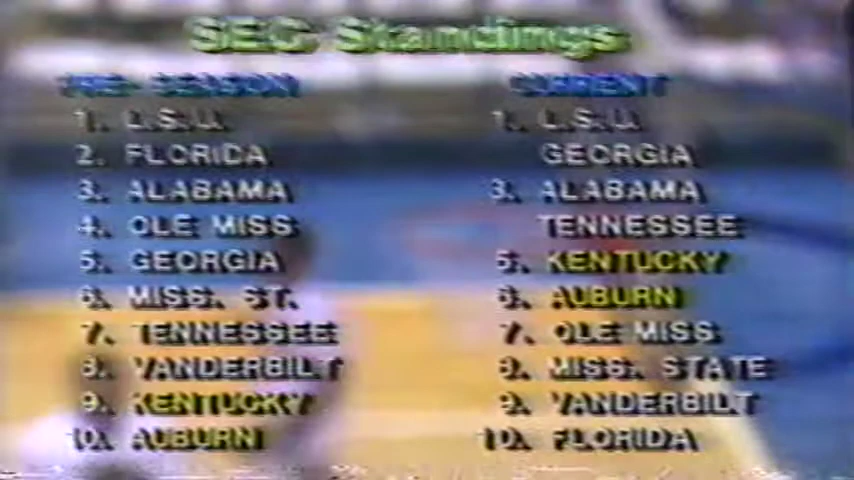 SEC Standings
PRE-SEASON
1. L.S.U.
2. FLORIDA
3. ALABAMA
4. OLE MISS
5. GEORGIA
6. MISS. ST.
7. TENNESSEE
8. VANDERBILT
9. KENTUCKY
10. AUBURN
CURRENT
1. L.S.U.
GEORGIA
3. ALABAMA
TENNESSEE
5. KENTUCKY
6. AUBURN
7. OLE MISS
8. MISS. STATE
9. VANDERBILT
10. FLORIDA